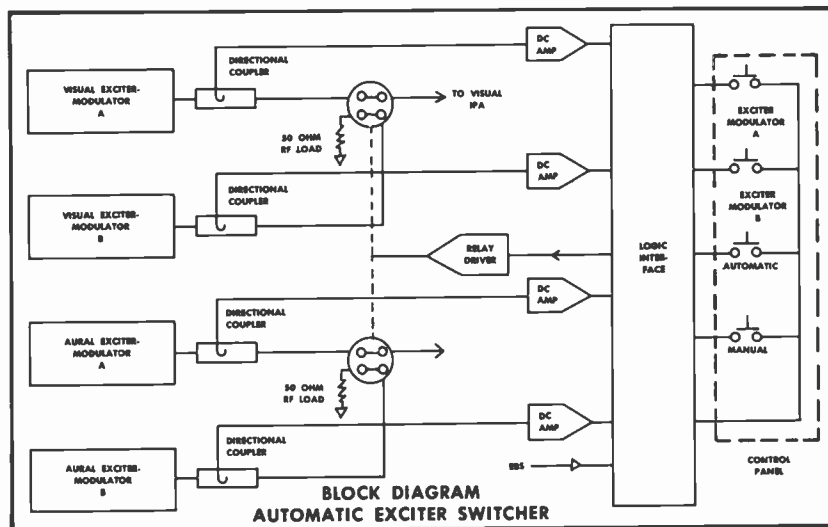 DC
AMP
DIRECTIONAL
COUPLER
VISUAL EXCITER-
MODULATOR
A
TO VISUAL
IPA
50 OHM
RF LOAD
EXCITER
MODULATOR
A
DC
AMP
DIRECTIONAL
COUPLER
VISUAL EXCITER-
MODULATOR
B
EXCITER
MODULATOR
B
RELAY
DRIVER
LOGIC
INTER-
FACE
AUTOMATIC
DC
AMP
DIRECTIONAL
COUPLER
AURAL EXCITER-
MODULATOR
A
MANUAL
50 OHM
RF LOAD
DC
AMP
DIRECTIONAL
COUPLER
AURAL EXCITER-
MODULATOR
B
EBS
CONTROL
PANEL
BLOCK DIAGRAM
AUTOMATIC EXCITER SWITCHER